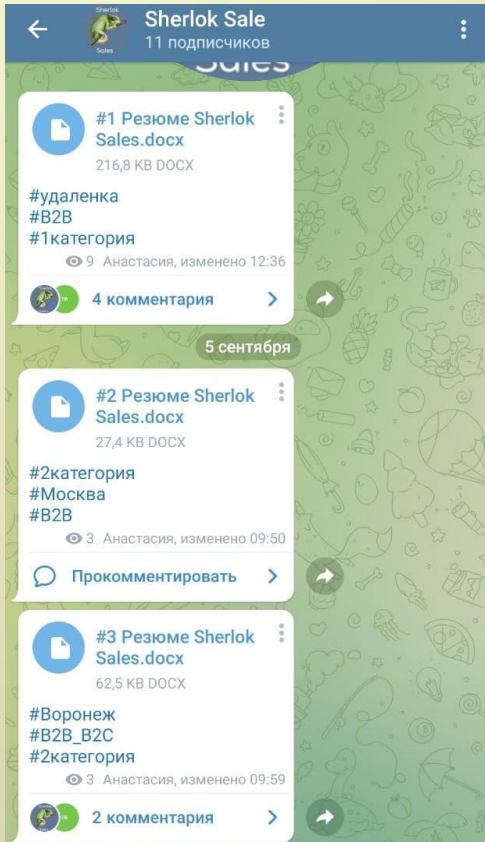 Sherlok
Sales
Sherlok Sale
11 подписчиков
Sales
#1 Резюме Sherlok
Sales.docx
216,8 KB DOCX
#удаленка
#B2B
#1категория
9 Анастасия, изменено 12:36
4 комментария
5 сентября
#2 Резюме Sherlok
Sales.docx
27,4 KB DOCX
#2категория
#Москва
#B2B
3 Анастасия, изменено 09:50
Прокомментировать
#3 Резюме Sherlok
Sales.docx
62,5 KB DOCX
#Воронеж
#B2B_B2C
#2категория
3 Анастасия, изменено 09:59
2 комментария